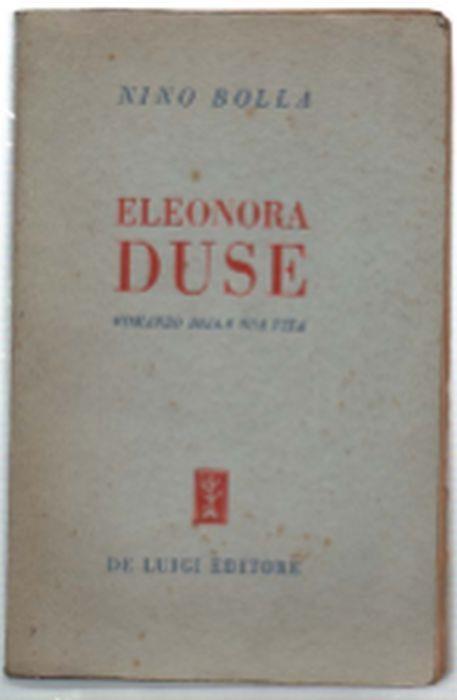 NINO BOLLA
ELEONORA
DUSE
ROMANZO DELLA SUA VITA
DE LUIGI EDITORE